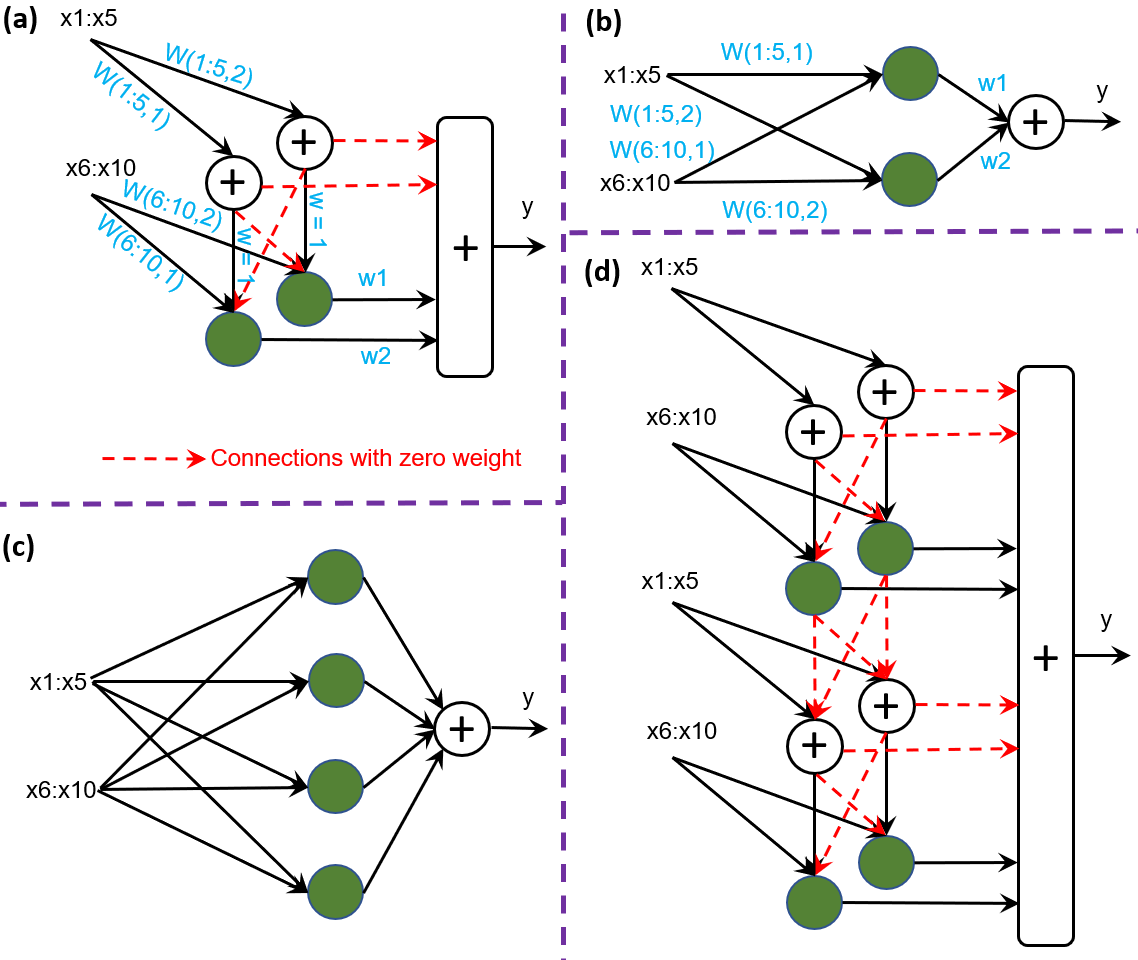 (a)
x1:x5
W(1:5,2)
W(1:5,1)
+
+
x6:x10
W(6:10,2)
W(6:10,1)
w = 1
w = 1
w1
w2
+
y
Connections with zero weight
(b)
x1:x5
W(1:5,1)
W(1:5,2)
W(6:10,1)
x6:x10
W(6:10,2)
w1
w2
+
y
(c)
x1:x5
x6:x10
+
y
(d)
x1:x5
+
+
x6:x10
x1:x5
+
+
x6:x10
+
y